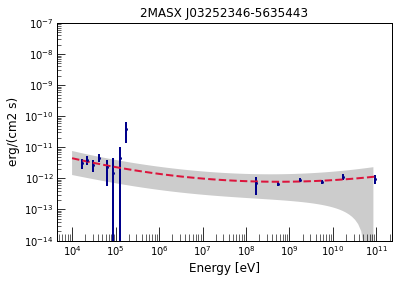 2MASX J03252346-5635443
erg/(cm2 s)
10⁻⁷
10⁻⁸
10⁻⁹
10⁻¹⁰
10⁻¹¹
10⁻¹²
10⁻¹³
10⁻¹⁴
10⁴ 10⁵ 10⁶ 10⁷ 10⁸ 10⁹ 10¹⁰ 10¹¹
Energy [eV]